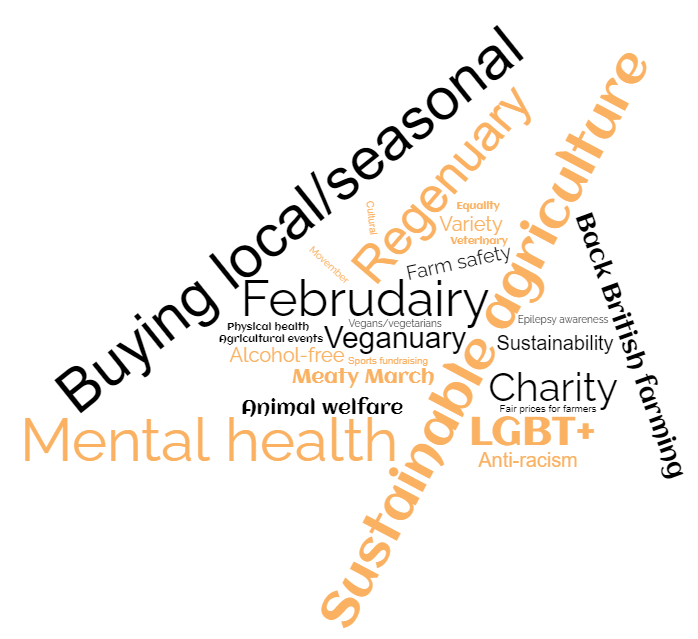 Buying local/seasonal
Sustainable agriculture
Regenuary
Cultural
Equality
Variety
Veterinary
Movember
Farm safety
Back British farming
Februdairy
Physical health
Vegans/vegetarians
Epilepsy awareness
Agricultural events
Veganuary
Sustainability
Alcohol-free
Sports fundraising
Meaty March
Charity
Animal welfare
Fair prices for farmers
Mental health
LGBT+
Anti-racism